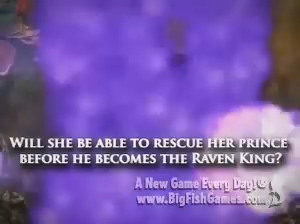 Will she be able to rescue her prince
before he becomes the Raven King?
A New Game Every Day!
www.BigFishGames.com